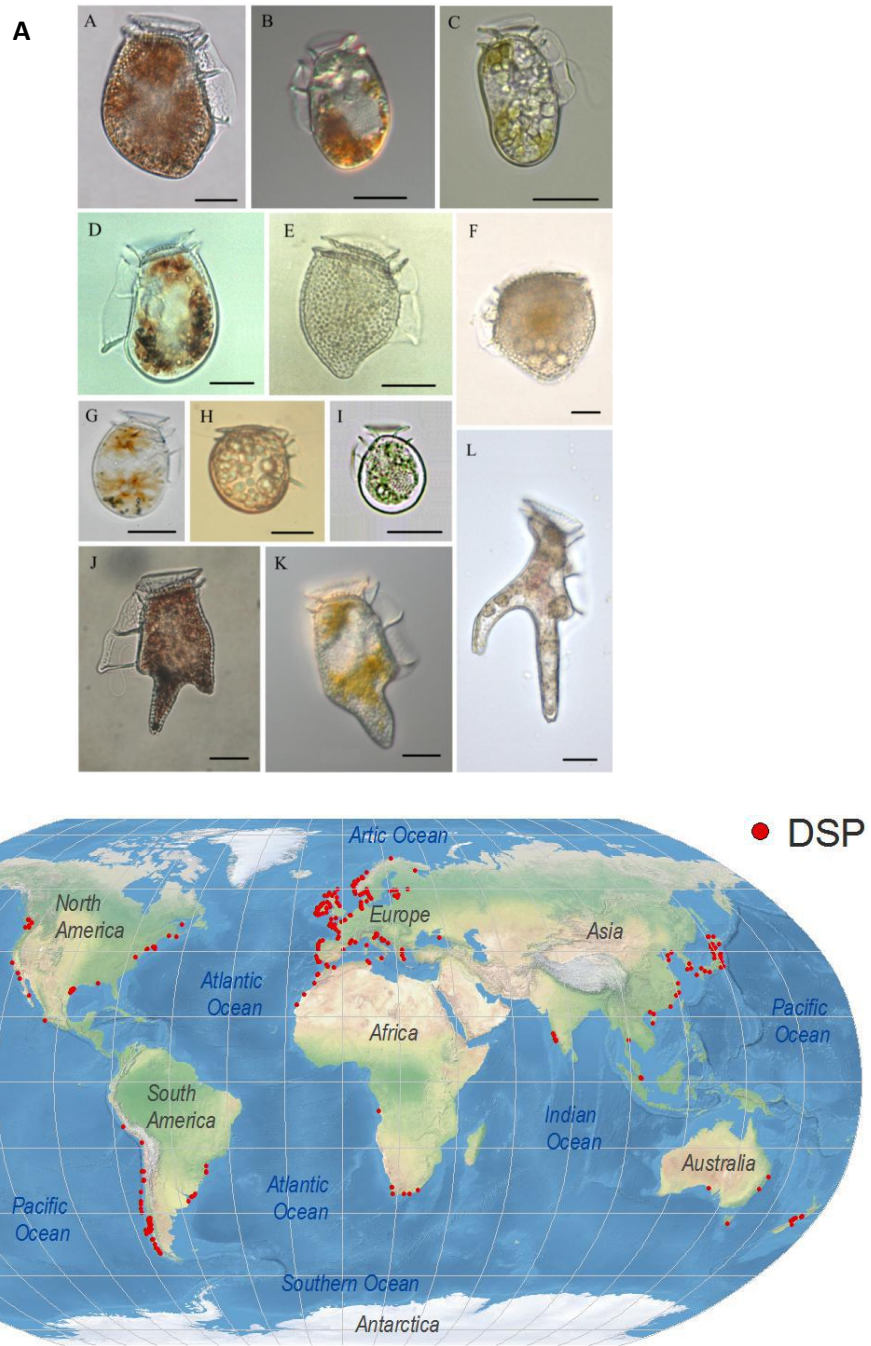 A
A
B
C
D
E
F
G
H
I
L
J
K
DSP
Artic Ocean
North
America
Europe
Asia
Atlantic
Ocean
Pacific
Ocean
Africa
South
America
Indian
Ocean
Australia
Atlantic
Ocean
Pacific
Ocean
Southern Ocean
Antarctica